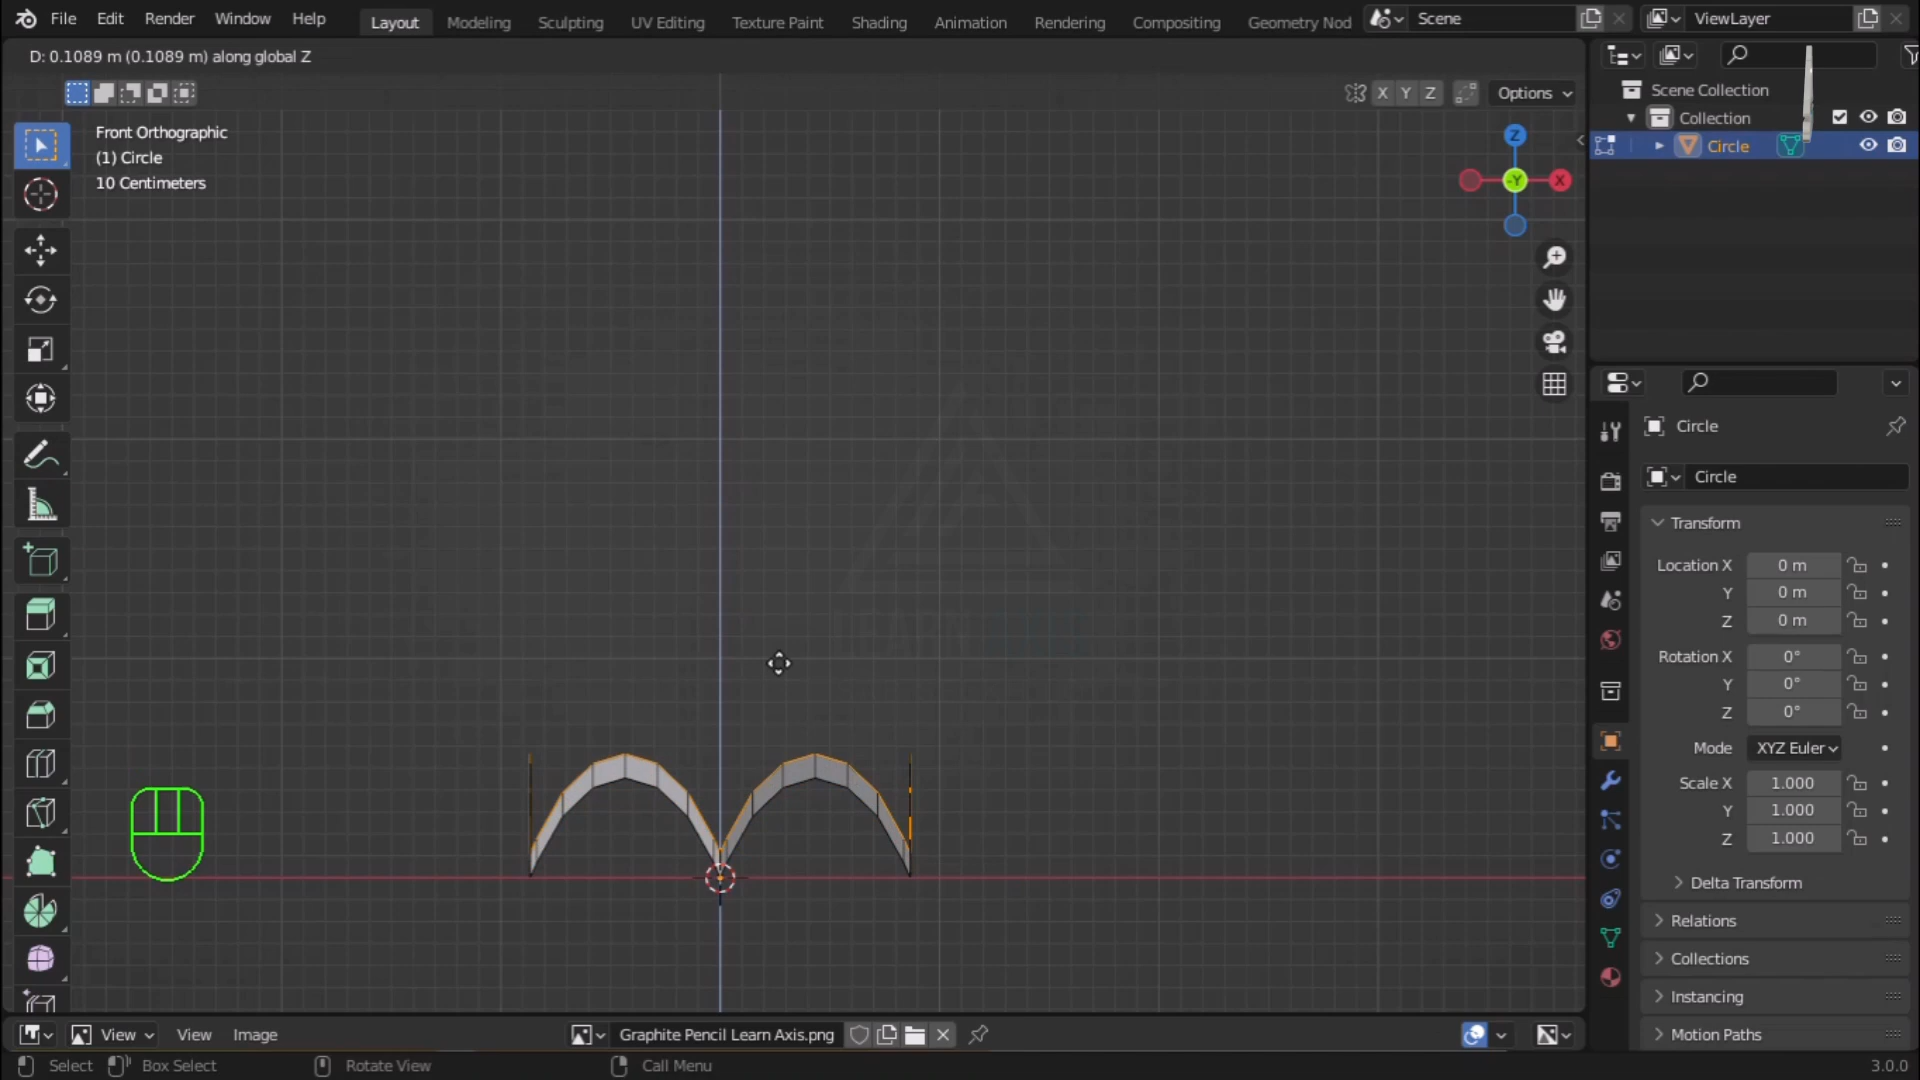 File Edit Render Window Help Layout Modeling Sculpting UV Editing Texture Paint Shading Animation Rendering Compositing Geometry Nod Scene ViewLayer
D: 0.1089 m (0.1089 m) along global Z
X Y Z Options
Front Orthographic
(1) Circle
10 Centimeters
Z
-Y
X
Scene Collection
Collection
Circle
Circle
Circle
Transform
Location X 0 m
Y 0 m
Z 0 m
Rotation X 0°
Y 0°
Z 0°
Mode XYZ Euler
Scale X 1.000
Y 1.000
Z 1.000
Delta Transform
Relations
Collections
Instancing
Motion Paths
View View Image Graphite Pencil Learn Axis.png
Select Box Select Rotate View Call Menu 3.0.0